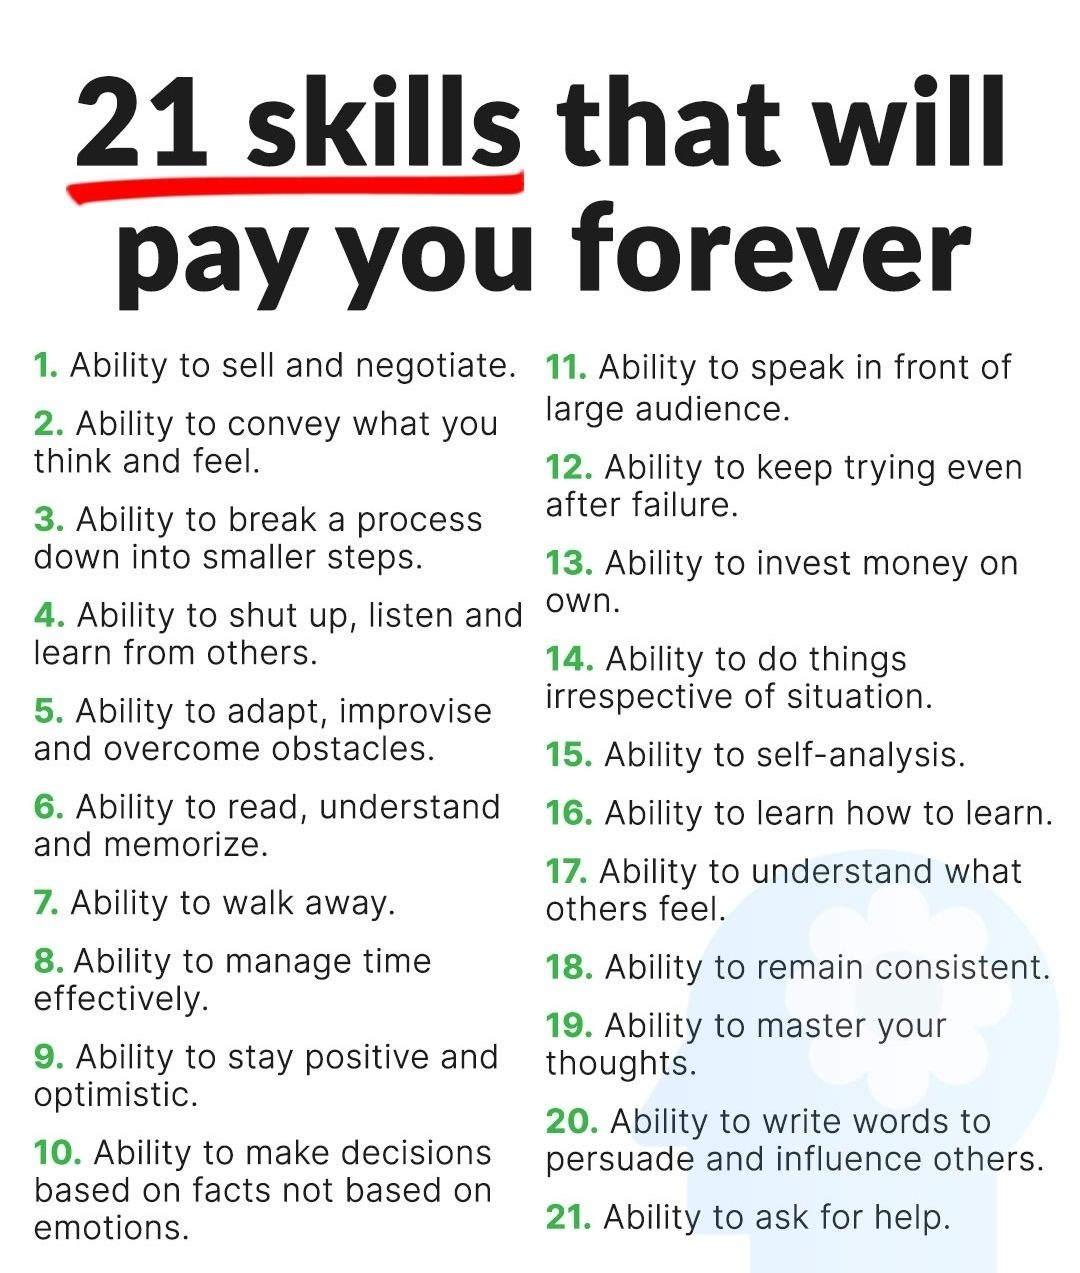 21 skills that will
pay you forever
1. Ability to sell and negotiate.
2. Ability to convey what you
think and feel.
3. Ability to break a process
down into smaller steps.
4. Ability to shut up, listen and
learn from others.
5. Ability to adapt, improvise
and overcome obstacles.
6. Ability to read, understand
and memorize.
7. Ability to walk away.
8. Ability to manage time
effectively.
9. Ability to stay positive and
optimistic.
10. Ability to make decisions
based on facts not based on
emotions.
11. Ability to speak in front of
large audience.
12. Ability to keep trying even
after failure.
13. Ability to invest money on
own.
14. Ability to do things
irrespective of situation.
15. Ability to self-analysis.
16. Ability to learn how to learn.
17. Ability to understand what
others feel.
18. Ability to remain consistent.
19. Ability to master your
thoughts.
20. Ability to write words to
persuade and influence others.
21. Ability to ask for help.